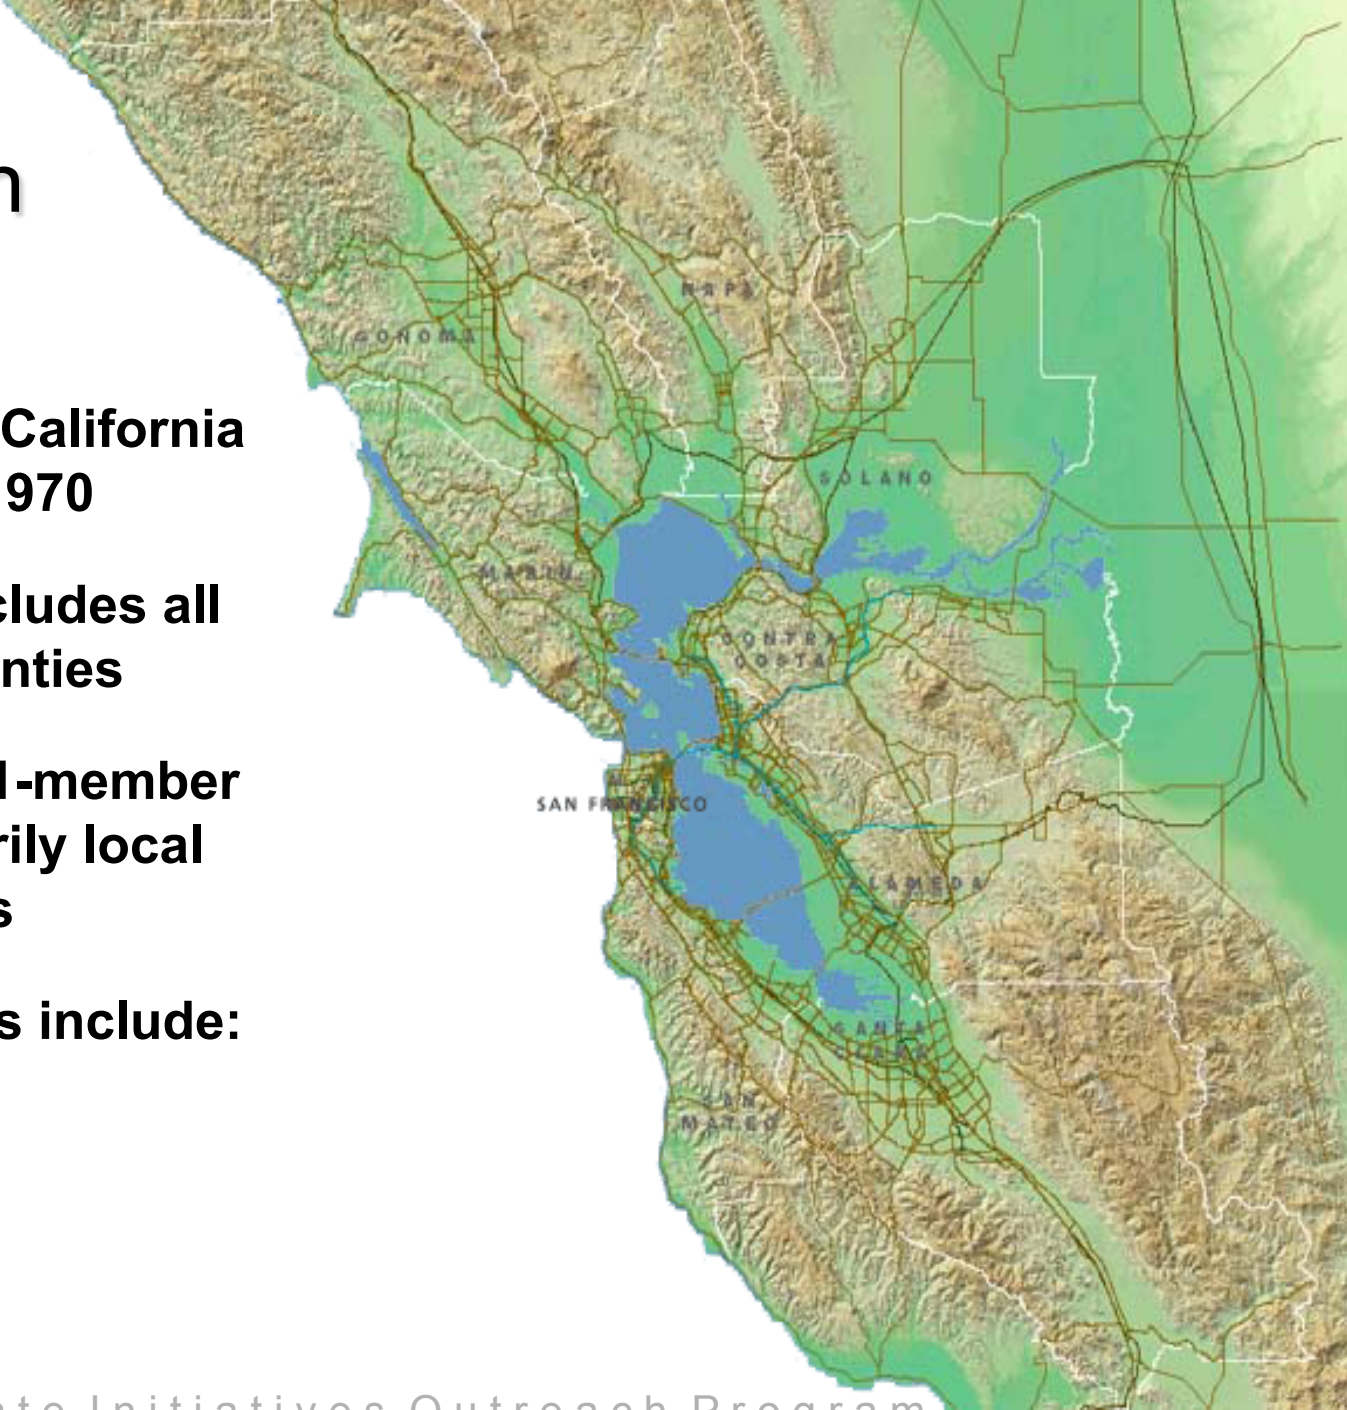 n
California
970
cludes all
nties
1-member
rily local
s
s include:
NAPA
SONOMA
SOLANO
MARIN
CONTRA
COSTA
SAN FRANCISCO
ALAMEDA
SANTA
CLARA
SAN
MATEO
ate Initiatives Outreach Program